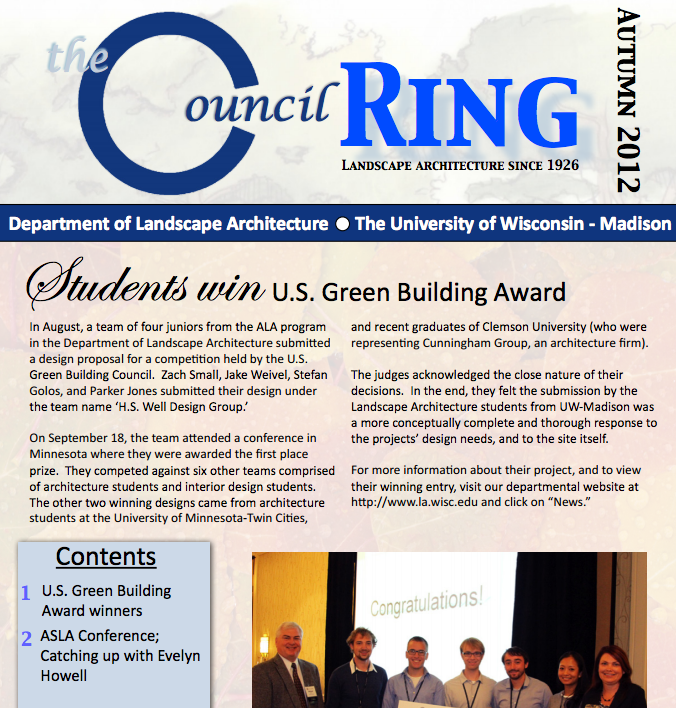 the Council RING
LANDSCAPE ARCHITECTURE SINCE 1926
AUTUMN 2012
Department of Landscape Architecture ● The University of Wisconsin - Madison
Students win U.S. Green Building Award
In August, a team of four juniors from the ALA program
in the Department of Landscape Architecture submitted
a design proposal for a competition held by the U.S.
Green Building Council.  Zach Small, Jake Weivel, Stefan
Golos, and Parker Jones submitted their design under
the team name ‘H.S. Well Design Group.’
On September 18, the team attended a conference in
Minnesota where they were awarded the first place
prize.  They competed against six other teams comprised
of architecture students and interior design students.
The other two winning designs came from architecture
students at the University of Minnesota-Twin Cities,
and recent graduates of Clemson University (who were
representing Cunningham Group, an architecture firm).
The judges acknowledged the close nature of their
decisions.  In the end, they felt the submission by the
Landscape Architecture students from UW-Madison was
a more conceptually complete and thorough response to
the projects’ design needs, and to the site itself.
For more information about their project, and to view
their winning entry, visit our departmental website at
http://www.la.wisc.edu and click on “News.”
Contents
1 U.S. Green Building
Award winners
2 ASLA Conference;
Catching up with Evelyn
Howell
Congratulations!